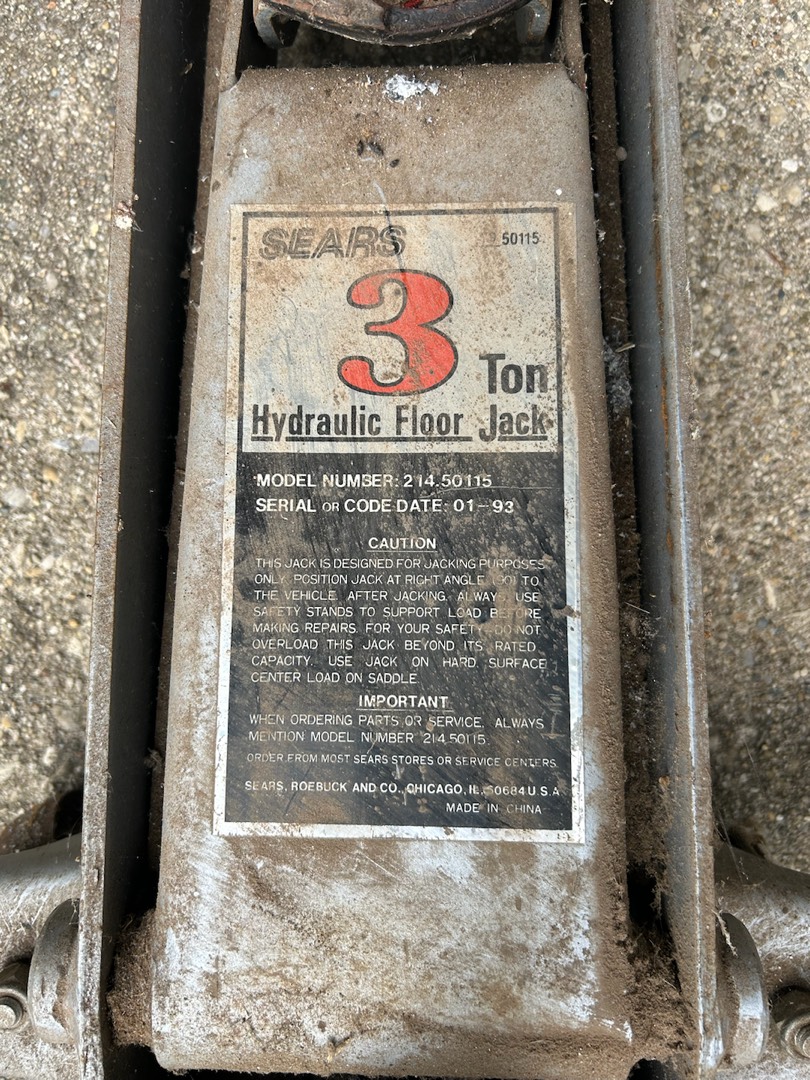 SEARS
50115
3
Ton
Hydraulic Floor Jack
MODEL NUMBER: 214.50115
SERIAL OR CODE DATE: 01-93
CAUTION
THIS JACK IS DESIGNED FOR JACKING PURPOSES
ONLY. POSITION JACK AT RIGHT ANGLE (90) TO
THE VEHICLE. AFTER JACKING, ALWAYS USE
SAFETY STANDS TO SUPPORT LOAD BEFORE
MAKING REPAIRS. FOR YOUR SAFETY-DO NOT
OVERLOAD THIS JACK BEYOND ITS RATED
CAPACITY. USE JACK ON HARD SURFACE
CENTER LOAD ON SADDLE.
IMPORTANT
WHEN ORDERING PARTS OR SERVICE, ALWAYS
MENTION MODEL NUMBER 214.50115.
ORDER FROM MOST SEARS STORES OR SERVICE CENTERS.
SEARS, ROEBUCK AND CO., CHICAGO, IL. 60684 U.S.A
MADE IN CHINA